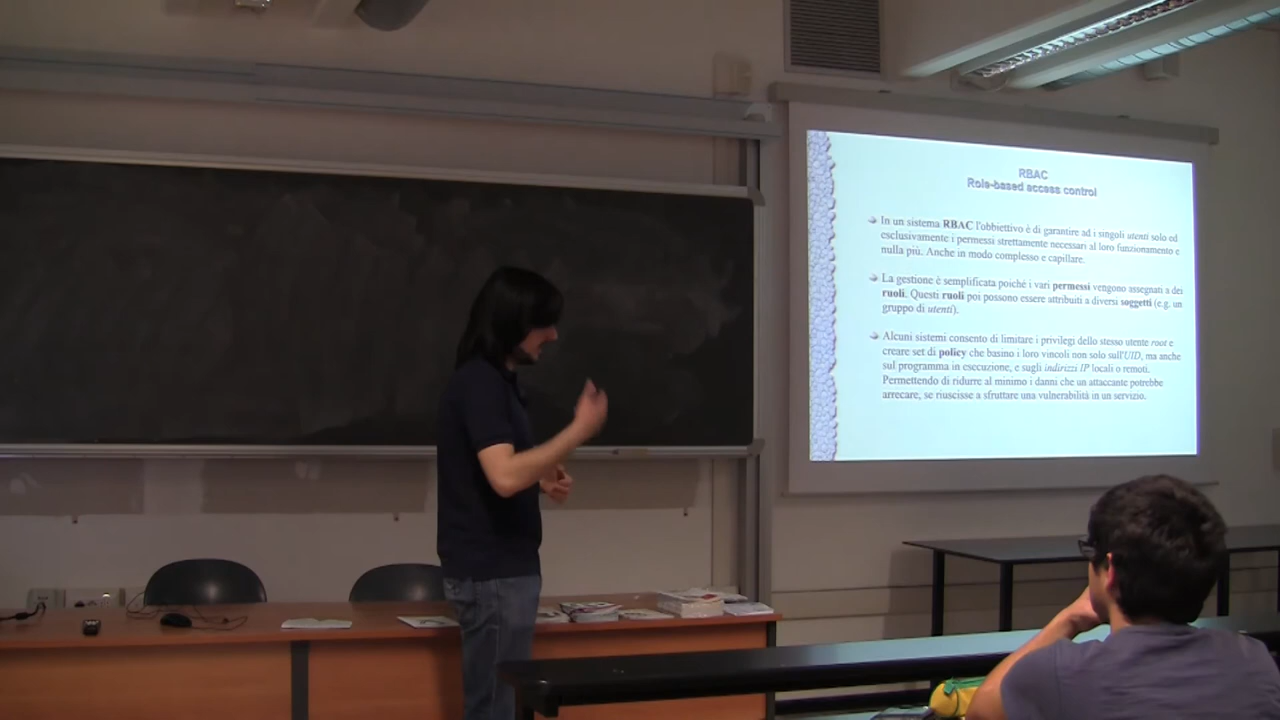 RBAC
Role-based access control
In un sistema RBAC l'obbiettivo è di garantire ad i singoli utenti solo ed
esclusivamente i permessi strettamente necessari al loro funzionamento e
nulla più. Anche in modo complesso e capillare.
La gestione è semplificata poiché i vari permessi vengono assegnati a dei
ruoli. Questi ruoli poi possono essere attribuiti a diversi soggetti (e.g. un
gruppo di utenti).
Alcuni sistemi consento di limitare i privilegi dello stesso utente root e
creare set di policy che basino i loro vincoli non solo sull'UID, ma anche
sul programma in esecuzione, e sugli indirizzi IP locali o remoti.
Permettendo di ridurre al minimo i danni che un attaccante potrebbe
arrecare, se riuscisse a sfruttare una vulnerabilità in un servizio.